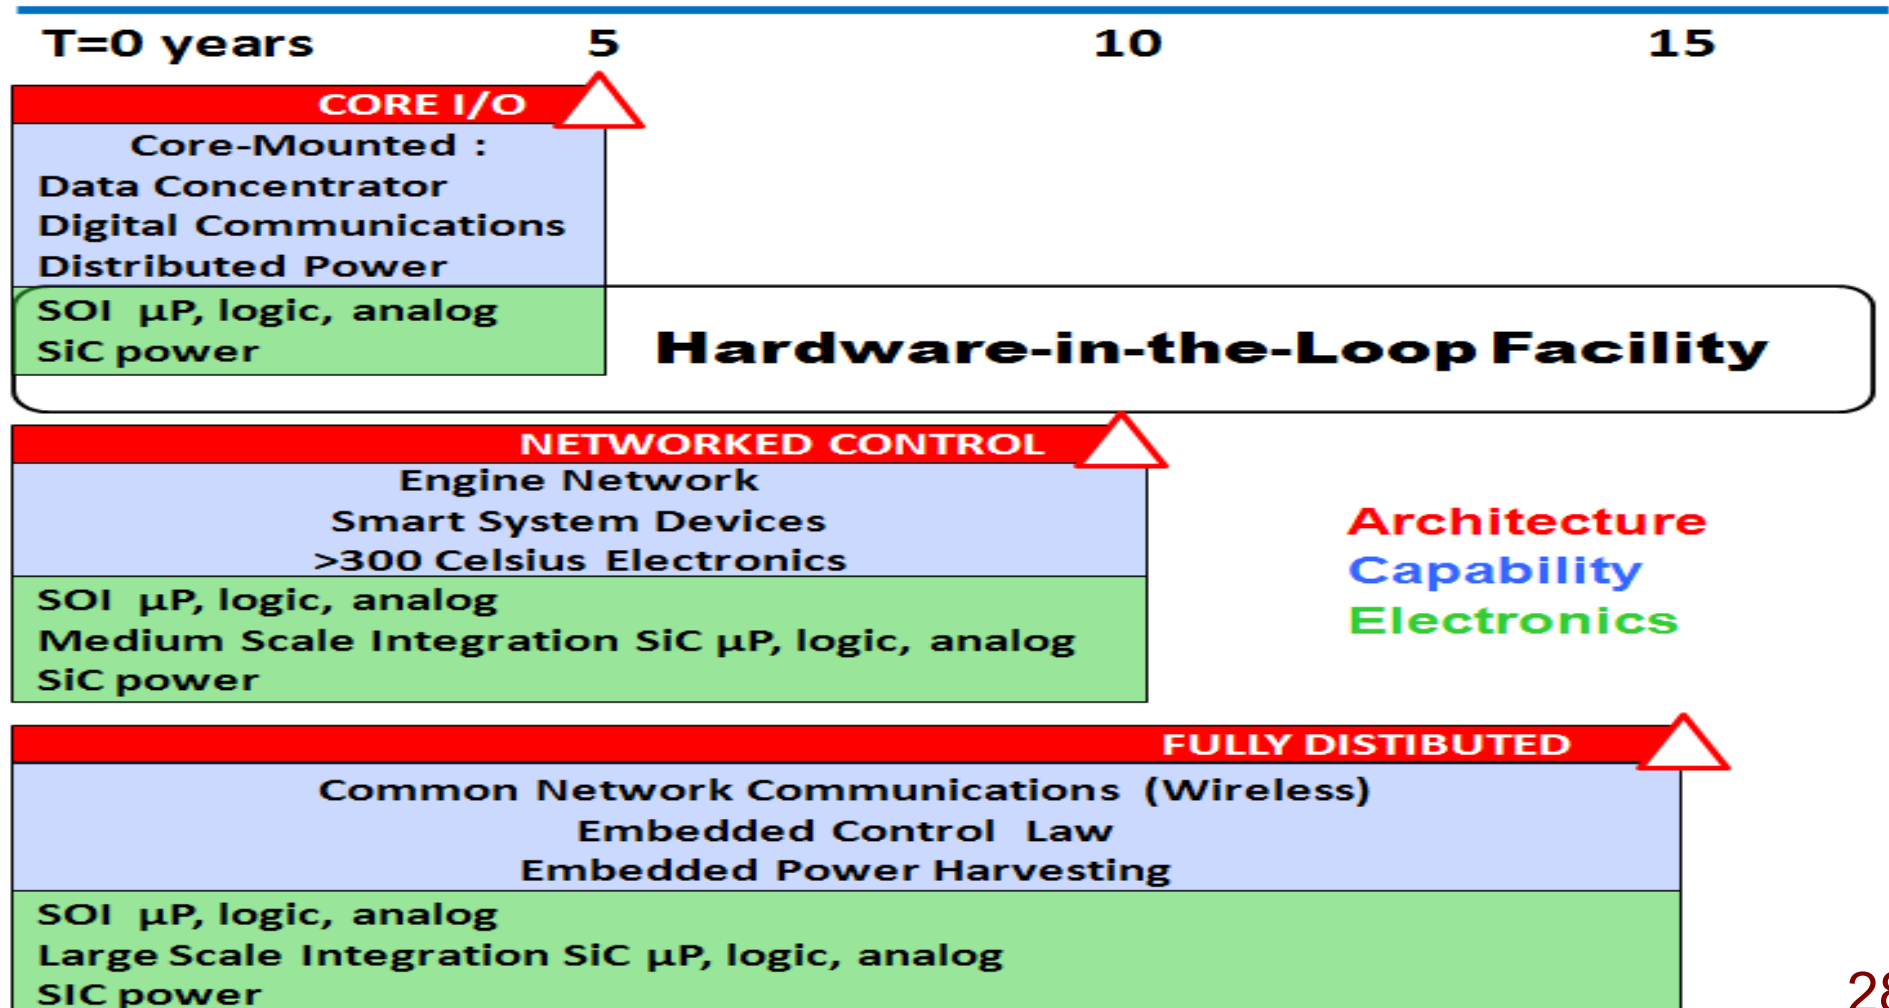 T=0 years 5 10 15
CORE I/O
Core-Mounted :
Data Concentrator
Digital Communications
Distributed Power
SOI µP, logic, analog
SiC power
Hardware-in-the-Loop Facility
NETWORKED CONTROL
Engine Network
Smart System Devices
>300 Celsius Electronics
SOI µP, logic, analog
Medium Scale Integration SiC µP, logic, analog
SiC power
Architecture
Capability
Electronics
FULLY DISTIBUTED
Common Network Communications (Wireless)
Embedded Control Law
Embedded Power Harvesting
SOI µP, logic, analog
Large Scale Integration SiC µP, logic, analog
SIC power
28